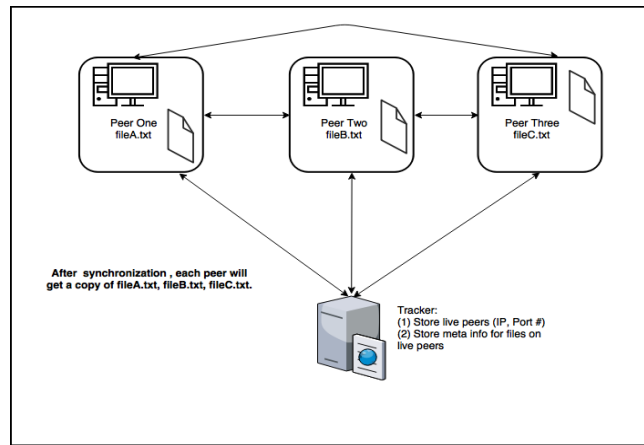 Peer One
fileA.txt
Peer Two
fileB.txt
Peer Three
fileC.txt
After synchronization , each peer will
get a copy of fileA.txt, fileB.txt, fileC.txt.
Tracker:
(1) Store live peers (IP, Port #)
(2) Store meta info for files on
live peers